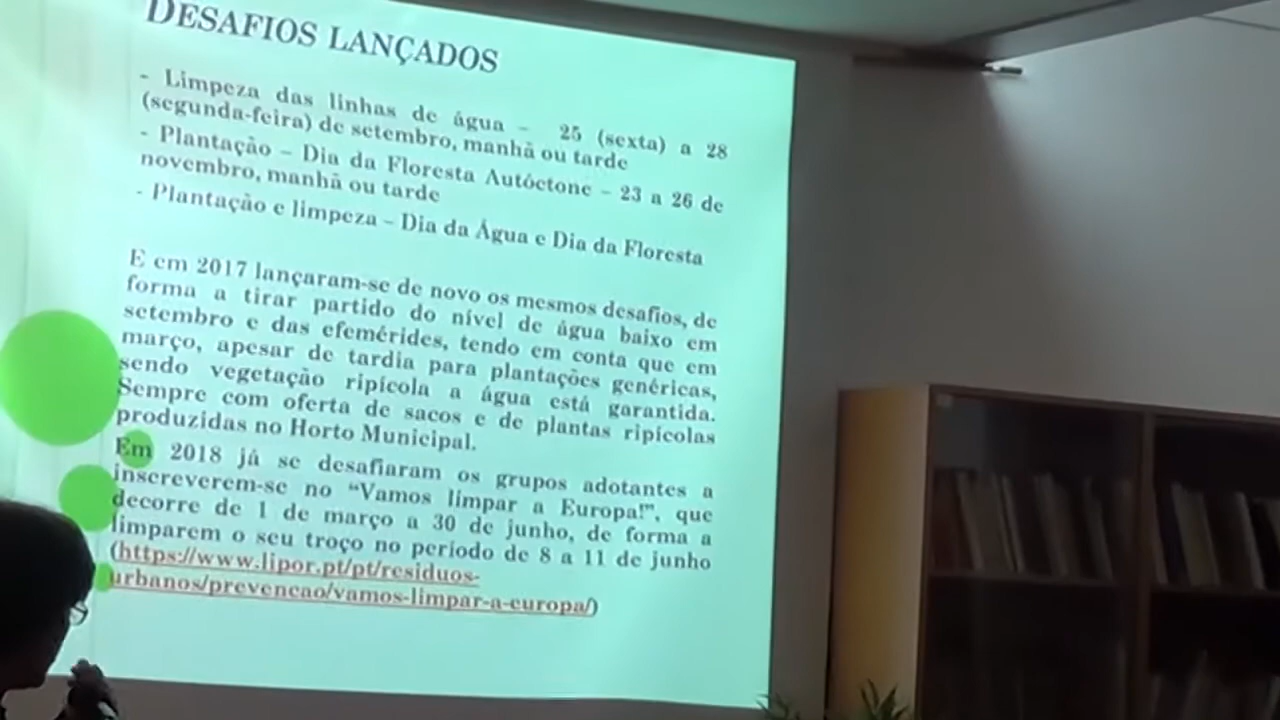 DESAFIOS LANÇADOS
- Limpeza das linhas de água – 25 (sexta) a 28
(segunda-feira) de setembro, manhã ou tarde
- Plantação – Dia da Floresta Autóctone – 23 a 26 de
novembro, manhã ou tarde
- Plantação e limpeza – Dia da Água e Dia da Floresta
E em 2017 lançaram-se de novo os mesmos desafios, de
forma a tirar partido do nível de água baixo em
setembro e das efemérides, tendo em conta que em
março, apesar de tardia para plantações genéricas,
sendo vegetação ripícola a água está garantida.
Sempre com oferta de sacos e de plantas ripícolas
produzidas no Horto Municipal.
Em 2018 já se desafiaram os grupos adotantes a
inscreverem-se no “Vamos limpar a Europa!”, que
decorre de 1 de março a 30 de junho, de forma a
limparem o seu troço no período de 8 a 11 de junho
(https://www.lipor.pt/pt/residuos-
urbanos/prevencao/vamos-limpar-a-europa/)